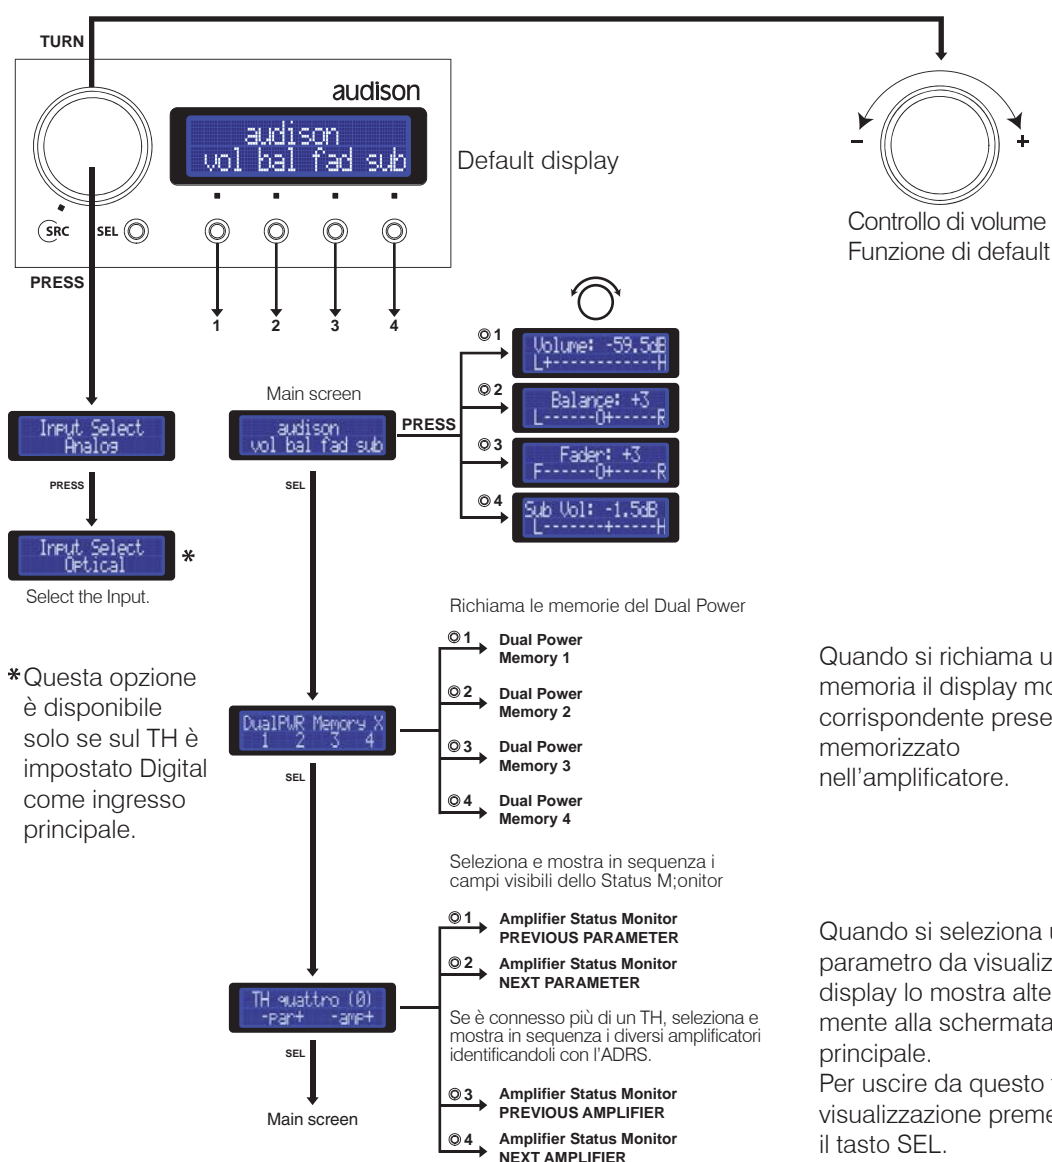 TURN
audison
audison
vol bal fad sub
Default display
-
+
SRC
SEL
Controllo di volume
Funzione di default
PRESS
1
2
3
4
Main screen
Input Select
Analog
audison
vol bal fad sub
PRESS
1
Volume: -59.5dB
L+------------H
2
Balance: +3
L------0+-----R
3
Fader: +3
F------0+-----R
4
Sub Vol: -1.5dB
L-------+-----H
PRESS
SEL
Input Select
Optical
*
Select the Input.
*Questa opzione
è disponibile
solo se sul TH è
impostato Digital
come ingresso
principale.
Richiama le memorie del Dual Power
DualPWR Memory X
1 2 3 4
1 Dual Power
Memory 1
2 Dual Power
Memory 2
3 Dual Power
Memory 3
4 Dual Power
Memory 4
Quando si richiama
memoria il display
corrispondente
memorizzato
nell'amplificatore.
SEL
Seleziona e mostra in sequenza i
campi visibili dello Status M;onitor
TH quattro (0)
-par+ -amp+
1 Amplifier Status Monitor
PREVIOUS PARAMETER
2 Amplifier Status Monitor
NEXT PARAMETER
Se è connesso più di un TH, seleziona e
mostra in sequenza i diversi amplificatori
identificandoli con l'ADRS.
3 Amplifier Status Monitor
PREVIOUS AMPLIFIER
4 Amplifier Status Monitor
NEXT AMPLIFIER
Quando si seleziona
parametro da
display lo mostra
mente alla schermata
principale.
Per uscire da questo
visualizzazione
il tasto SEL.
SEL
Main screen